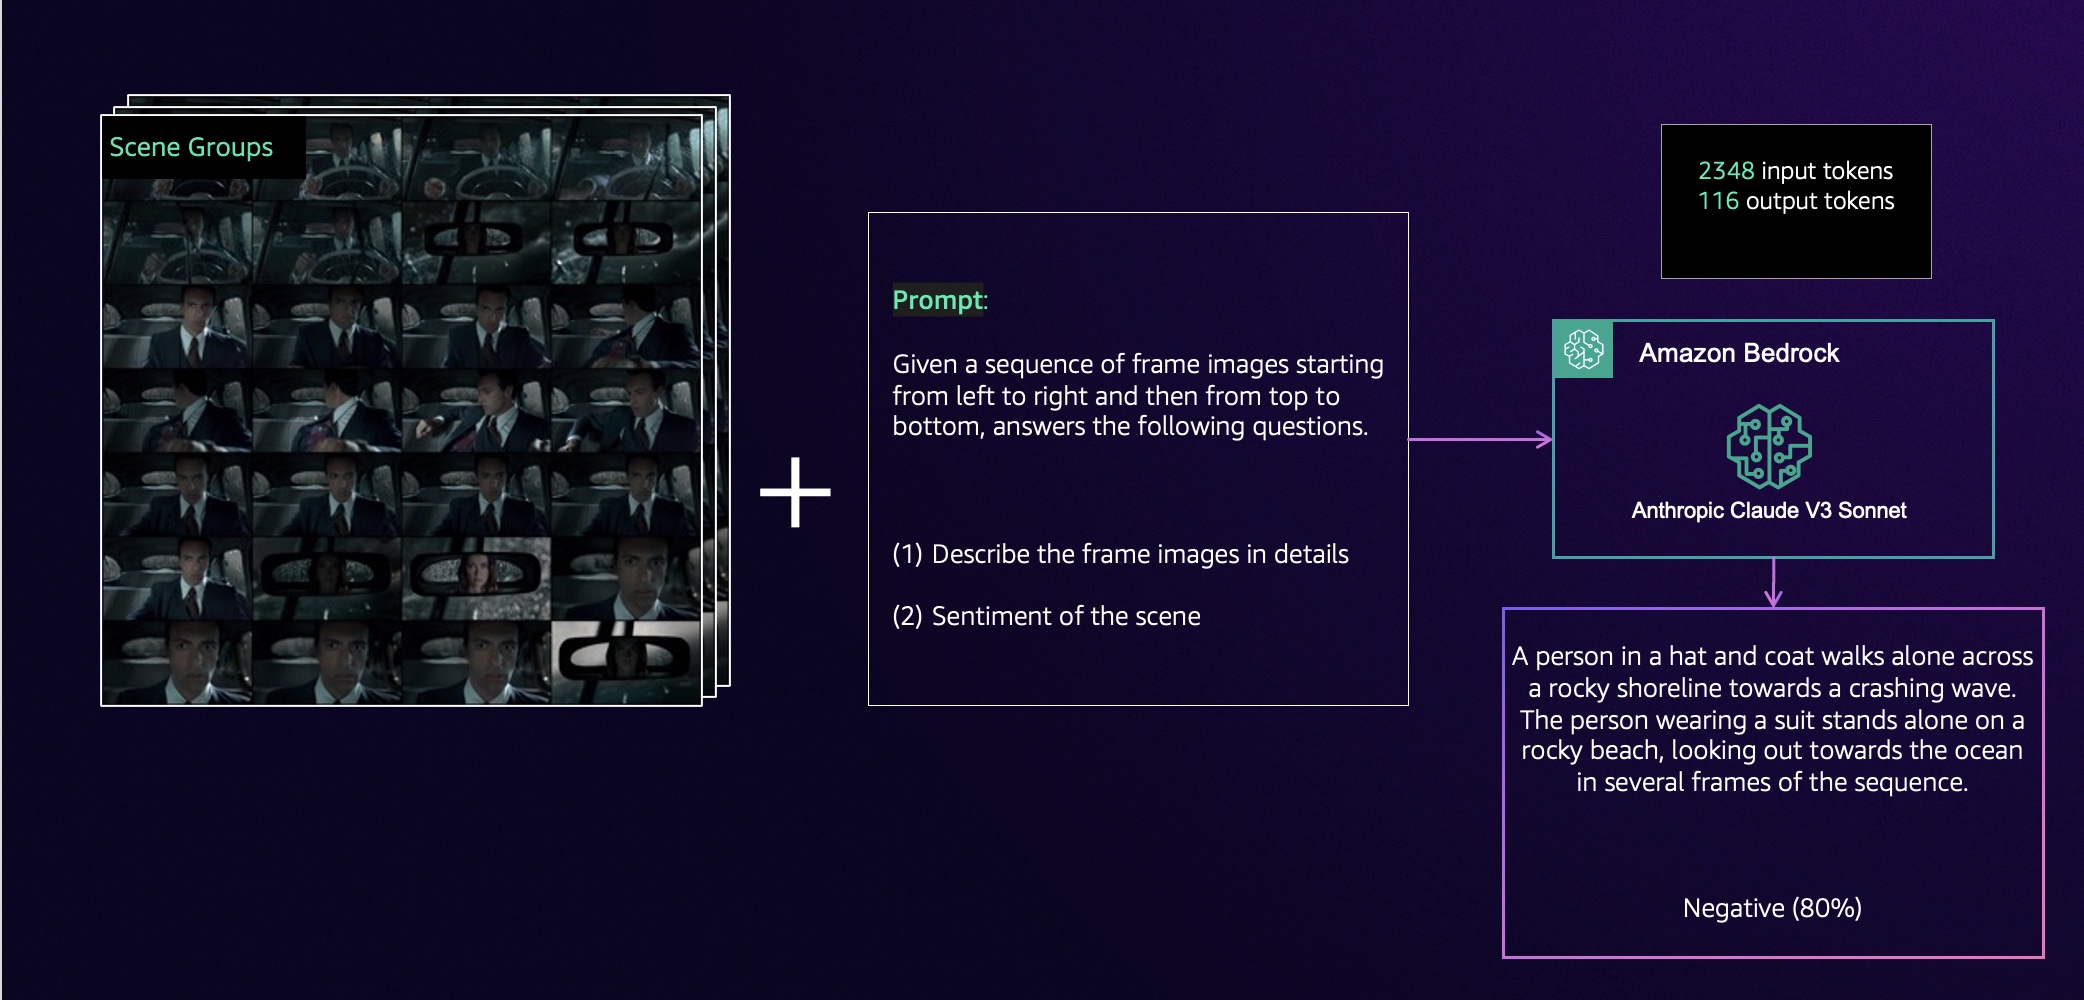 Scene Groups
Prompt:
Given a sequence of frame images starting
from left to right and then from top to
bottom, answers the following questions.
(1) Describe the frame images in details
(2) Sentiment of the scene
2348 input tokens
116 output tokens
Amazon Bedrock
Anthropic Claude V3 Sonnet
A person in a hat and coat walks alone across
a rocky shoreline towards a crashing wave.
The person wearing a suit stands alone on a
rocky beach, looking out towards the ocean
in several frames of the sequence.
Negative (80%)